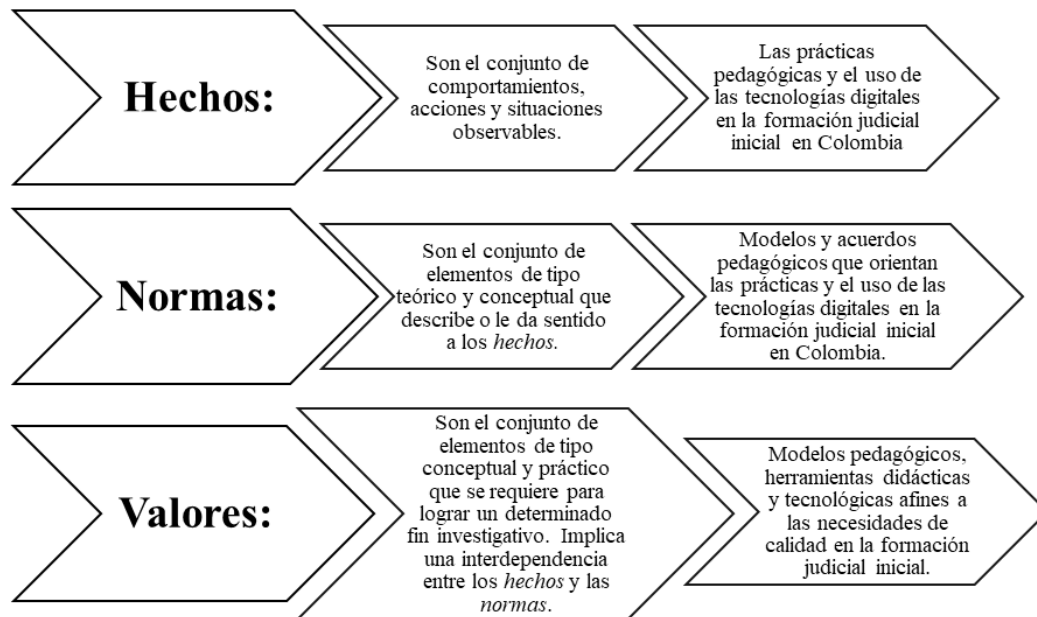 Hechos:
Son el conjunto de
comportamientos,
acciones y situaciones
observables.
Las prácticas
pedagógicas y el uso de
las tecnologías digitales
en la formación judicial
inicial en Colombia
Normas:
Son el conjunto de
elementos de tipo
teórico y conceptual que
describe o le da sentido
a los hechos.
Modelos y acuerdos
pedagógicos que orientan
las prácticas y el uso de las
tecnologías digitales en la
formación judicial inicial
en Colombia.
Valores:
Son el conjunto de
elementos de tipo
conceptual y práctico
que se requiere para
lograr un determinado
fin investigativo. Implica
una interdependencia
entre los hechos y las
normas.
Modelos pedagógicos,
herramientas didácticas
y tecnológicas afines a
las necesidades de
calidad en la formación
judicial inicial.